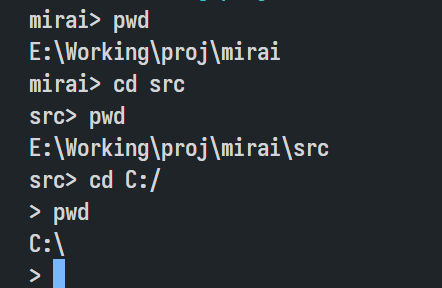 mirai> pwd
E:\Working\proj\mirai
mirai> cd src
src> pwd
E:\Working\proj\mirai\src
src> cd C:/
> pwd
C:\
>